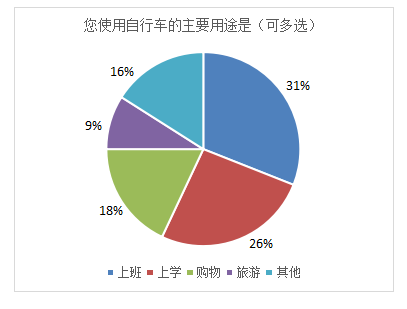 您使用自行车的主要用途是（可多选）
16%
31%
9%
18%
26%
上班 上学 购物 旅游 其他